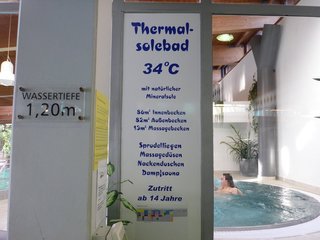 WASSERTIEFE
1,20 m
Thermal-
solebad
34°C
mit natürlicher
Mineralsole
86m² Innenbecken
82m² Außenbecken
15m² Massagebecken
Sprudelliegen
Massagedüsen
Nackenduschen
Dampfsauna
Zutritt
ab 14 Jahre